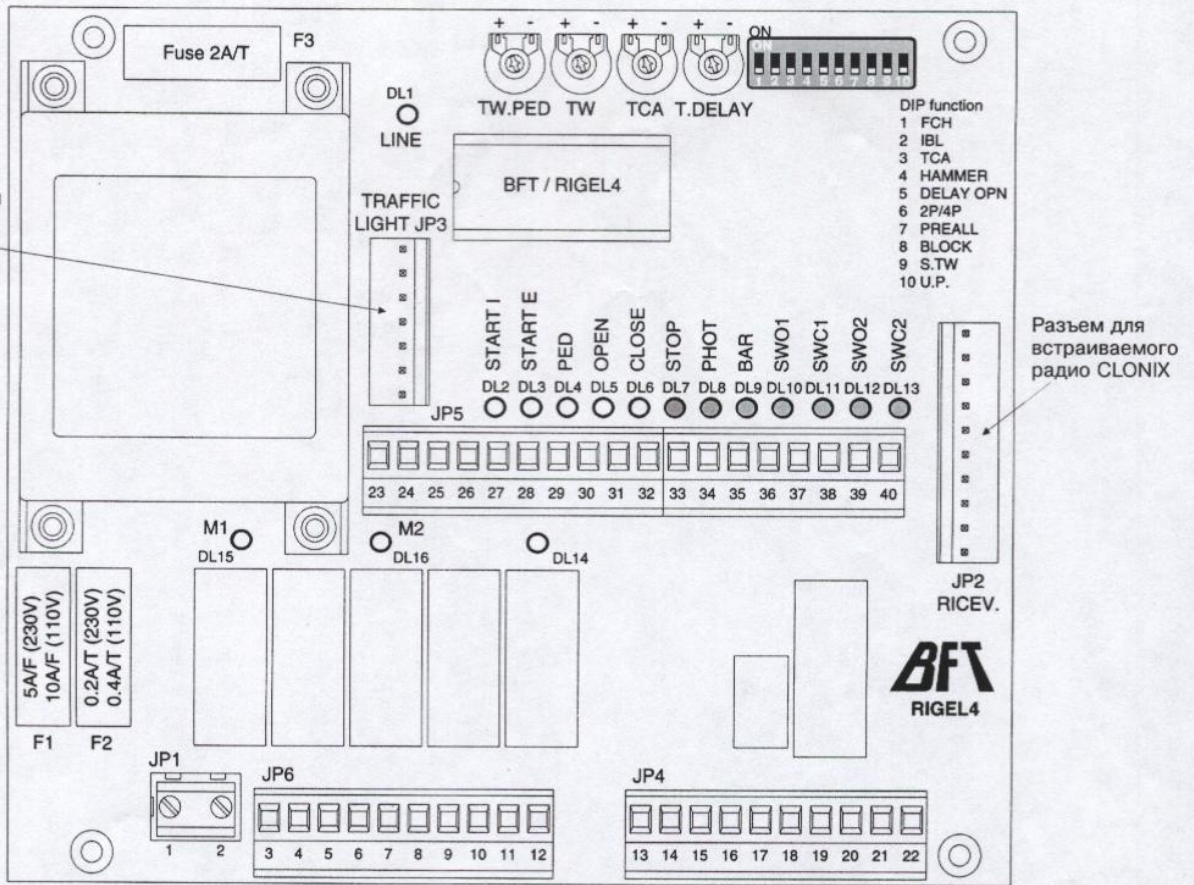 Fuse 2A/T
F3
+ - + - + - + -
TW.PED TW TCA T.DELAY
ON
ON
1 2 3 4 5 6 7 8 9 10
DL1
LINE
DIP function
1 FCH
2 IBL
3 TCA
4 HAMMER
5 DELAY OPN
6 2P/4P
7 PREALL
8 BLOCK
9 S.TW
10 U.P.
BFT / RIGEL4
TRAFFIC
LIGHT JP3
START I
START E
PED
OPEN
CLOSE
STOP
PHOT
BAR
SWO1
SWC1
SWO2
SWC2
DL2 DL3 DL4 DL5 DL6 DL7 DL8 DL9 DL10 DL11 DL12 DL13
JP5
23 24 25 26 27 28 29 30 31 32 33 34 35 36 37 38 39 40
Разъем для
встраиваемого
радио CLONIX
JP2
RICEV.
M1
DL15
M2
DL16
DL14
5A/F (230V)
10A/F (110V)
0.2A/T (230V)
0.4A/T (110V)
F1 F2
BFT
RIGEL4
JP1
1 2
JP6
3 4 5 6 7 8 9 10 11 12
JP4
13 14 15 16 17 18 19 20 21 22